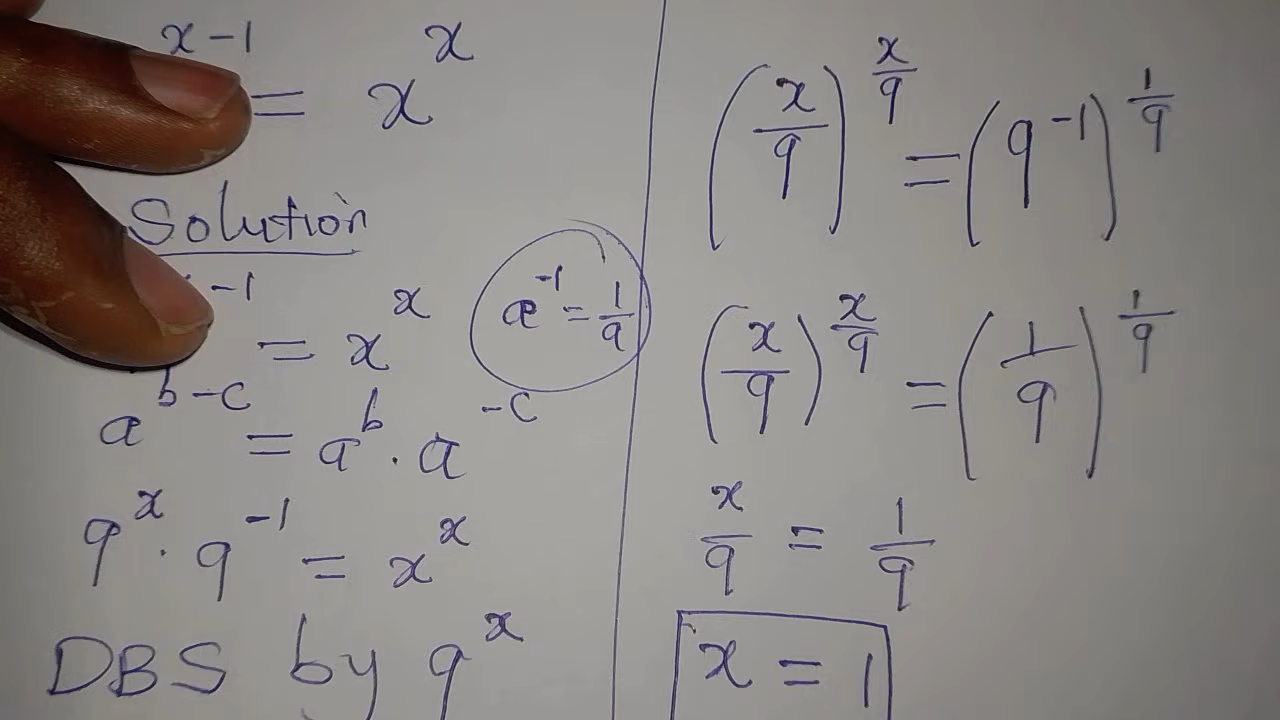 x-1 = x^x
Solution
-1 = x^x
a^-1 = 1/a
a^b-c = a^b . a^-c
9^x . 9^-1 = x^x
DBS by 9^x
(x/9)^x/9 = (9^-1)^1/9
(x/9)^x/9 = (1/9)^1/9
x/9 = 1/9
x = 1